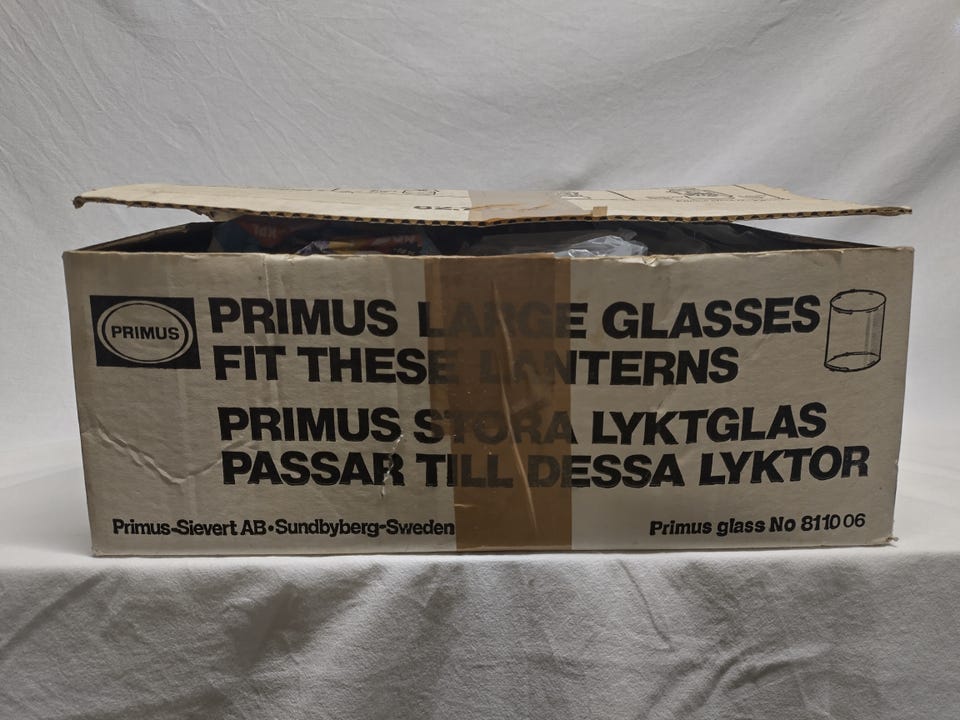 PRIMUS
PRIMUS LARGE GLASSES
FIT THESE LANTERNS
PRIMUS STORA LYKTGLAS
PASSAR TILL DESSA LYKTOR
Primus-Sievert AB•Sundbyberg-Sweden
Primus glass No 811006